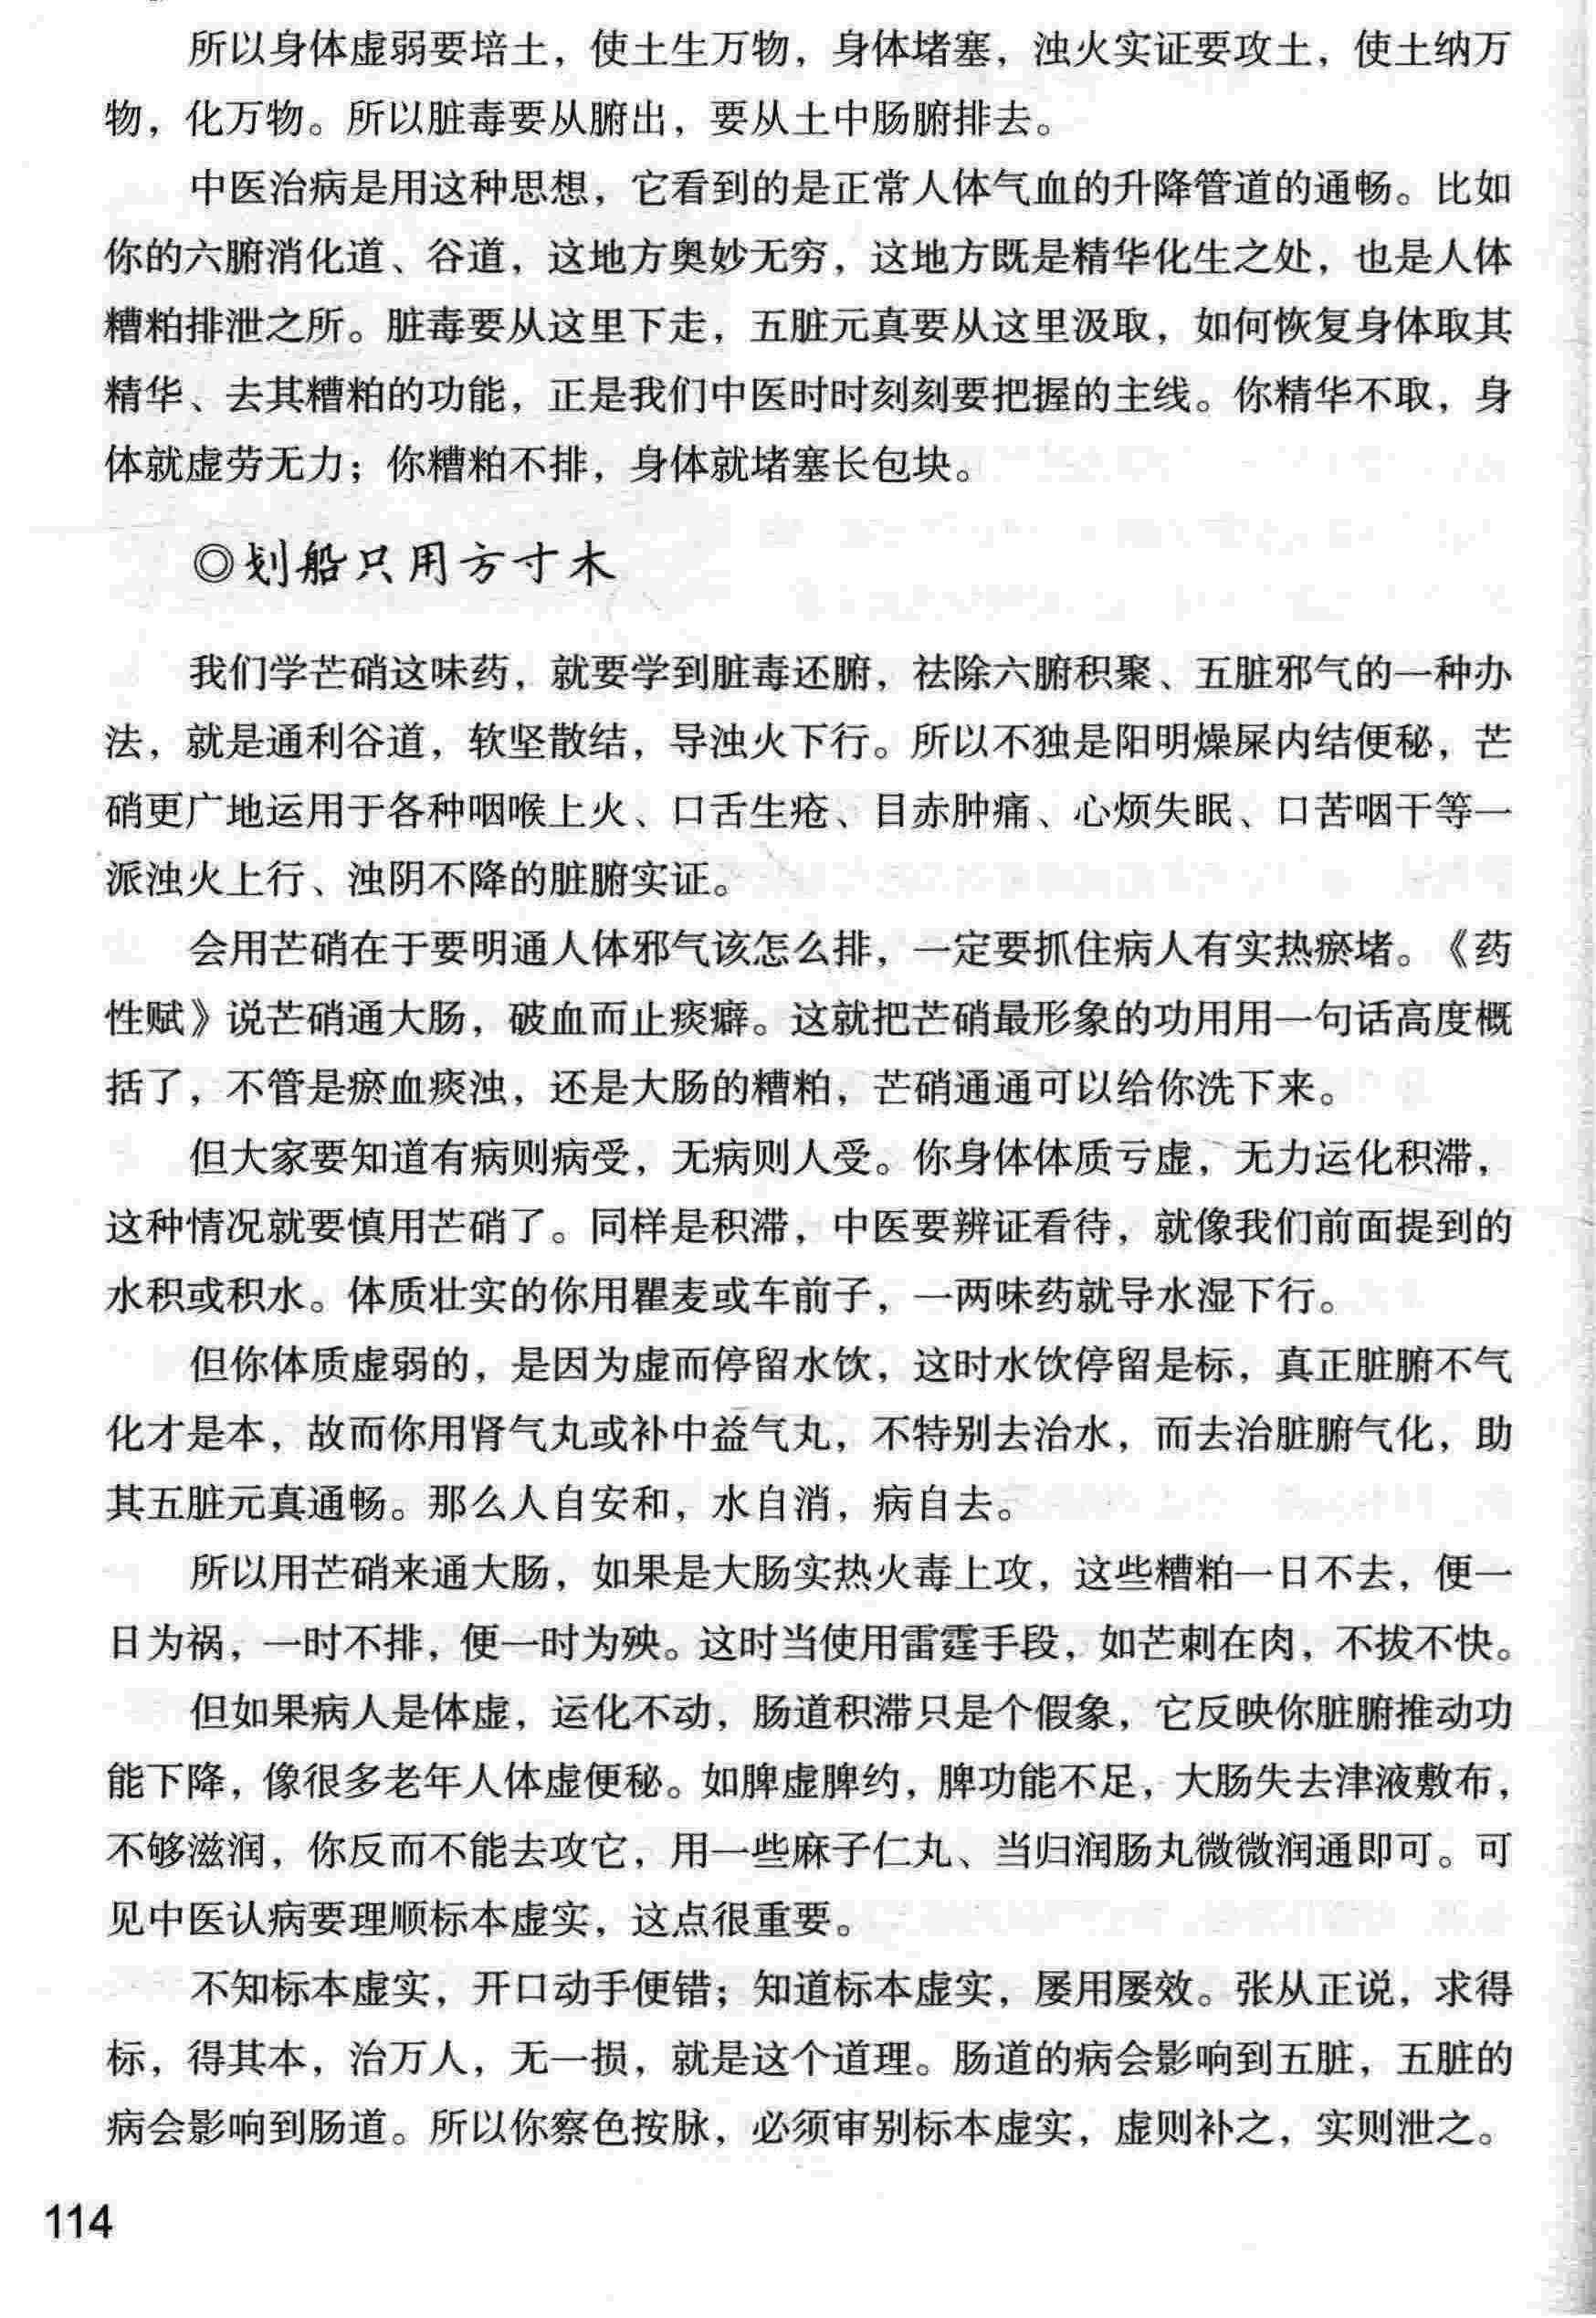 所以身体虚弱要培土，使土生万物，身体堵塞，浊火实证要攻土，使土纳万
物，化万物。所以脏毒要从腑出，要从土中肠腑排去。
中医治病是用这种思想，它看到的是正常人体气血的升降管道的通畅。比如
你的六腑消化道、谷道，这地方奥妙无穷，这地方既是精华化生之处，也是人体
糟粕排泄之所。脏毒要从这里下走，五脏元真要从这里汲取，如何恢复身体取其
精华、去其糟粕的功能，正是我们中医时时刻刻要把握的主线。你精华不取，身
体就虚劳无力；你糟粕不排，身体就堵塞长包块。
◎划船只用方寸木
我们学芒硝这味药，就要学到脏毒还腑，祛除六腑积聚、五脏邪气的一种办
法，就是通利谷道，软坚散结，导浊火下行。所以不独是阳明燥屎内结便秘，芒
硝更广地运用于各种咽喉上火、口舌生疮、目赤肿痛、心烦失眠、口苦咽干等一
派浊火上行、浊阴不降的脏腑实证。
会用芒硝在于要明通人体邪气该怎么排，一定要抓住病人有实热瘀堵。《药
性赋》说芒硝通大肠，破血而止痰癖。这就把芒硝最形象的功用用一句话高度概
括了，不管是瘀血痰浊，还是大肠的糟粕，芒硝通通可以给你洗下来。
但大家要知道有病则病受，无病则人受。你身体体质亏虚，无力运化积滞，
这种情况就要慎用芒硝了。同样是积滞，中医要辨证看待，就像我们前面提到的
水积或积水。体质壮实的你用瞿麦或车前子，一两味药就导水湿下行。
但你体质虚弱的，是因为虚而停留水饮，这时水饮停留是标，真正脏腑不气
化才是本，故而你用肾气丸或补中益气丸，不特别去治水，而去治脏腑气化，助
其五脏元真通畅。那么人自安和，水自消，病自去。
所以用芒硝来通大肠，如果是大肠实热火毒上攻，这些糟粕一日不去，便一
日为祸，一时不排，便一时为殃。这时当使用雷霆手段，如芒刺在肉，不拔不快。
但如果病人是体虚，运化不动，肠道积滞只是个假象，它反映你脏腑推动功
能下降，像很多老年人体虚便秘。如脾虚脾约，脾功能不足，大肠失去津液敷布，
不够滋润，你反而不能去攻它，用一些麻子仁丸、当归润肠丸微微润通即可。可
见中医认病要理顺标本虚实，这点很重要。
不知标本虚实，开口动手便错；知道标本虚实，屡用屡效。张从正说，求得
标，得其本，治万人，无一损，就是这个道理。肠道的病会影响到五脏，五脏的
病会影响到肠道。所以你察色按脉，必须审别标本虚实，虚则补之，实则泄之。
114